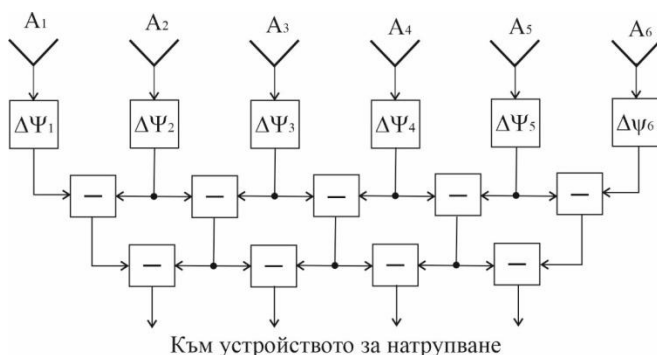 A1 A2 A3 A4 A5 A6
ΔΨ1 ΔΨ2 ΔΨ3 ΔΨ4 ΔΨ5 Δψ6
– – – – –
– – – –
Към устройството за натрупване